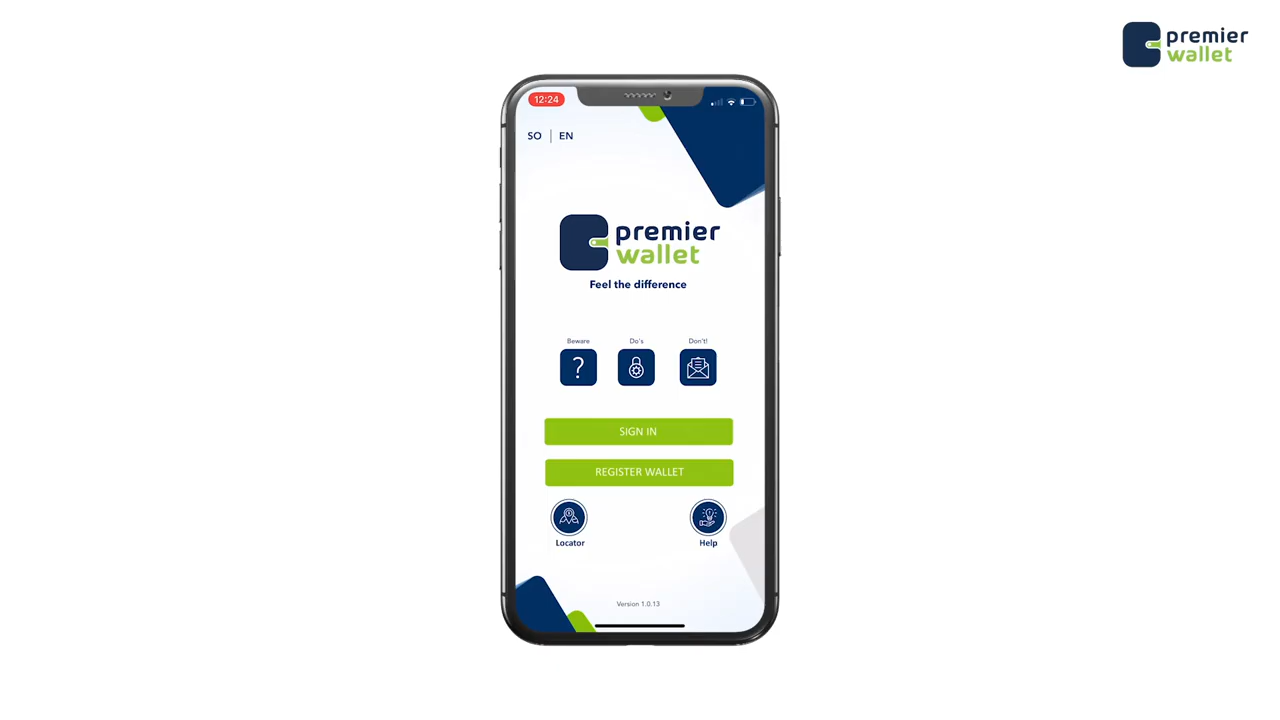 premier
wallet
12:24
SO | EN
premier
wallet
Feel the difference
Beware
Do's
Don't!
SIGN IN
REGISTER WALLET
Locator
Help
Version 1.0.13